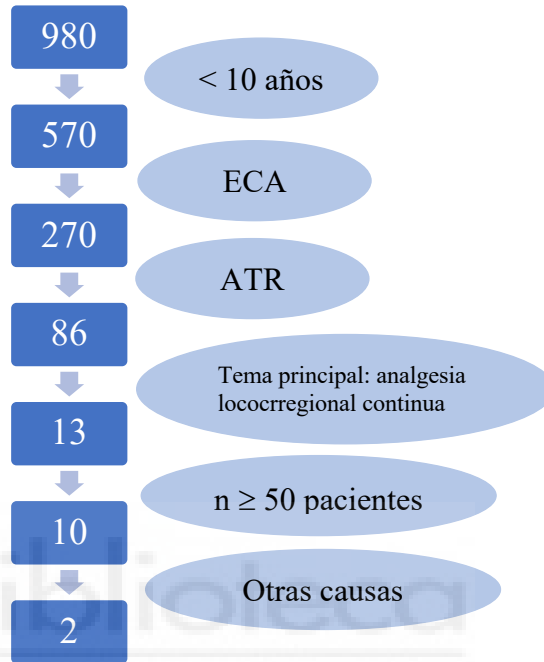 980
< 10 años
570
ECA
270
ATR
86
Tema principal: analgesia
lococrregional continua
13
n ≥ 50 pacientes
10
Otras causas
2